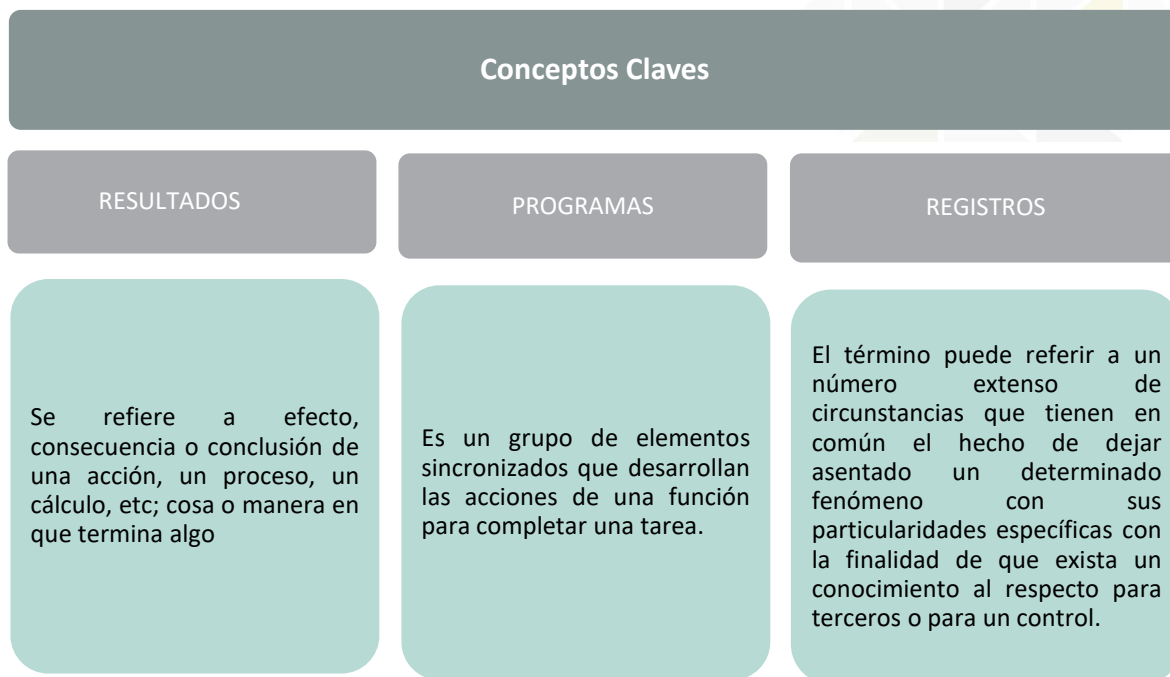 Conceptos Claves
RESULTADOS
PROGRAMAS
REGISTROS
Se refiere a efecto,
consecuencia o conclusión de
una acción, un proceso, un
cálculo, etc; cosa o manera en
que termina algo
Es un grupo de elementos
sincronizados que desarrollan
las acciones de una función
para completar una tarea.
El término puede referir a un
número extenso de
circunstancias que tienen en
común el hecho de dejar
asentado un determinado
fenómeno con sus
particularidades específicas con
la finalidad de que exista un
conocimiento al respecto para
terceros o para un control.